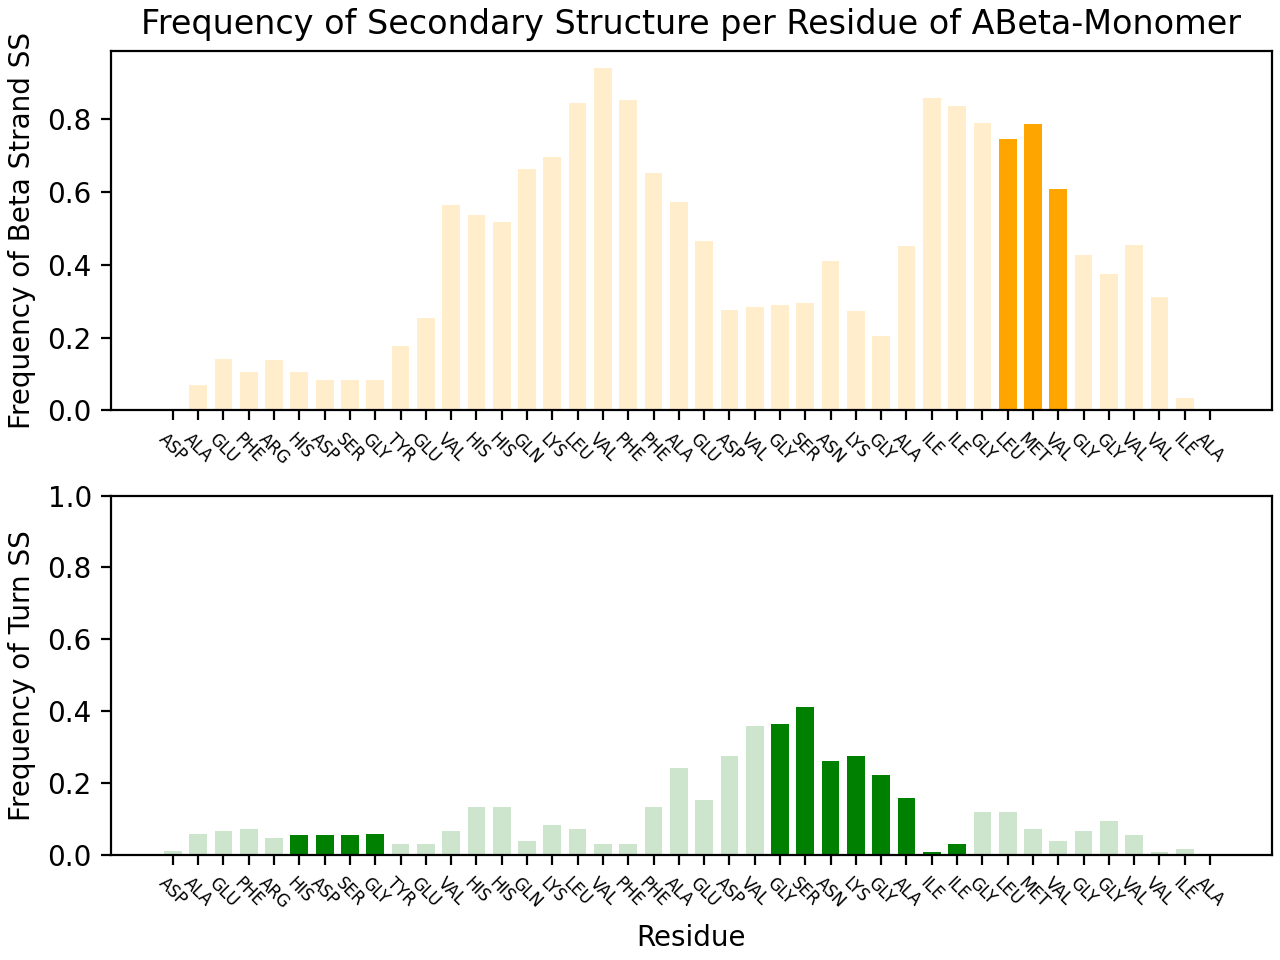 Frequency of Secondary Structure per Residue of ABeta-Monomer
Frequency of Beta Strand SS
0.8
0.6
0.4
0.2
0.0
ASP ALA GLU PHE ARG HIS ASP SER GLY TYR GLU VAL HIS HIS GLN LYS LEU VAL PHE PHE ALA GLU ASP VAL GLY SER ASN LYS GLY ALA ILE ILE GLY LEU MET VAL GLY GLY VAL VAL ILE ALA
Frequency of Turn SS
1.0
0.8
0.6
0.4
0.2
0.0
ASP ALA GLU PHE ARG HIS ASP SER GLY TYR GLU VAL HIS HIS GLN LYS LEU VAL PHE PHE ALA GLU ASP VAL GLY SER ASN LYS GLY ALA ILE ILE GLY LEU MET VAL GLY GLY VAL VAL ILE ALA
Residue